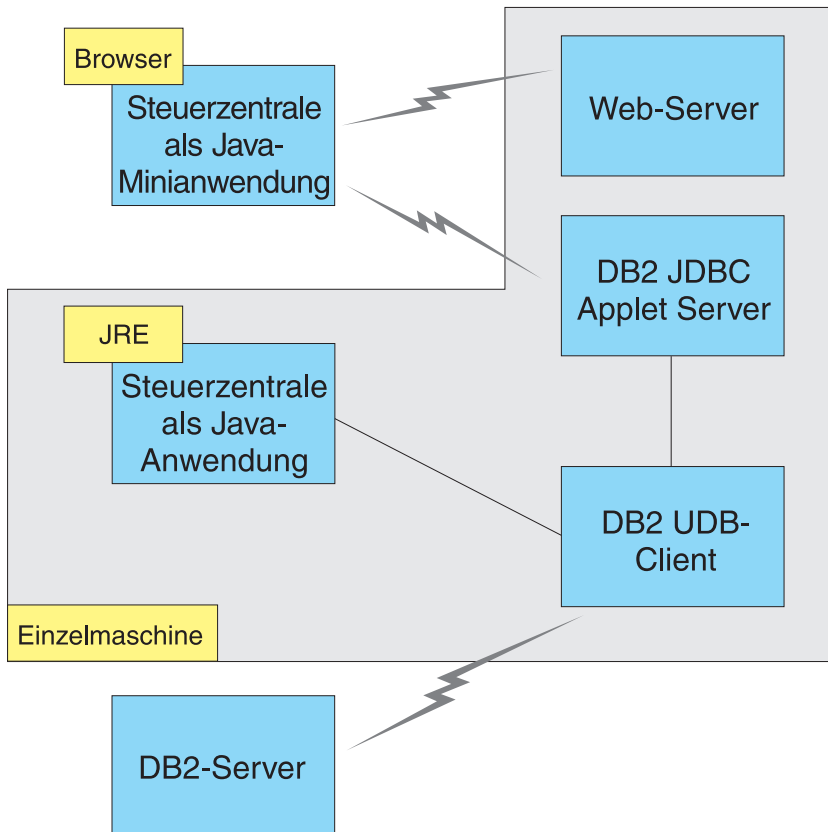 Browser
Steuerzentrale
als Java-
Minianwendung
Web-Server
DB2 JDBC
Applet Server
JRE
Steuerzentrale
als Java-
Anwendung
DB2 UDB-
Client
Einzelmaschine
DB2-Server